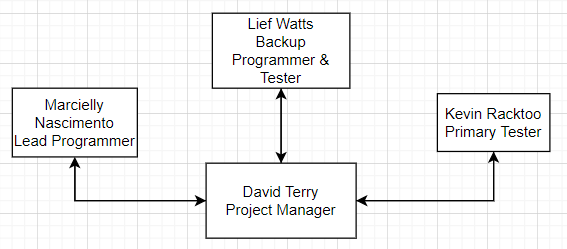 Lief Watts
Backup
Programmer &
Tester
Marcielly
Nascimento
Lead Programmer
Kevin Racktoo
Primary Tester
David Terry
Project Manager